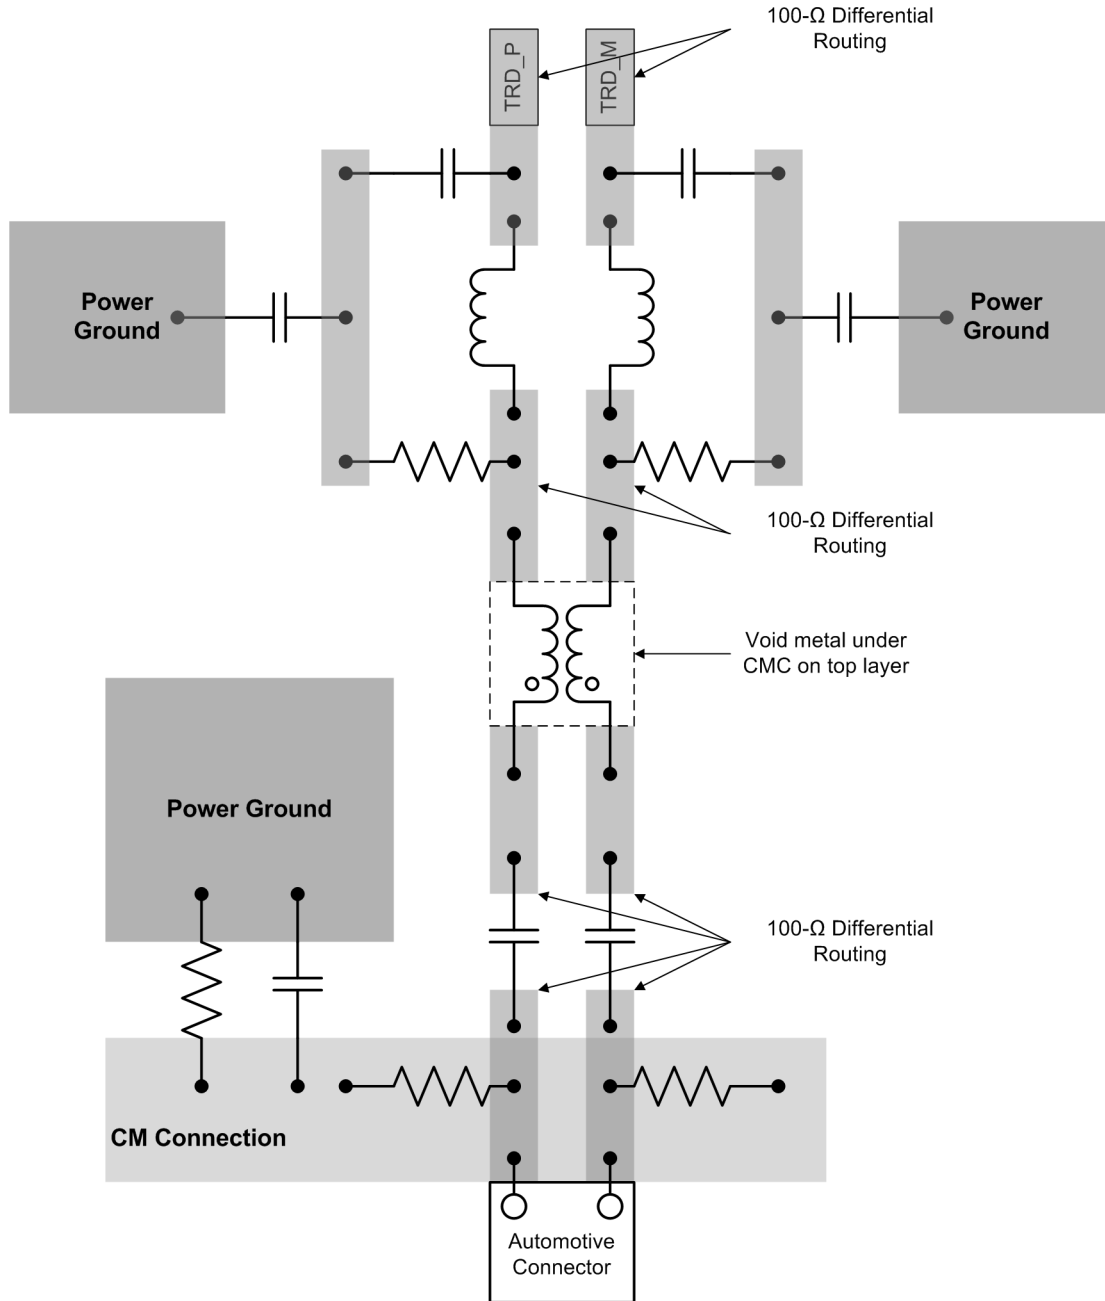 100-Ω Differential
Routing
TRD_P
TRD_M
Power
Ground
Power
Ground
100-Ω Differential
Routing
Void metal under
CMC on top layer
Power Ground
100-Ω Differential
Routing
CM Connection
Automotive
Connector